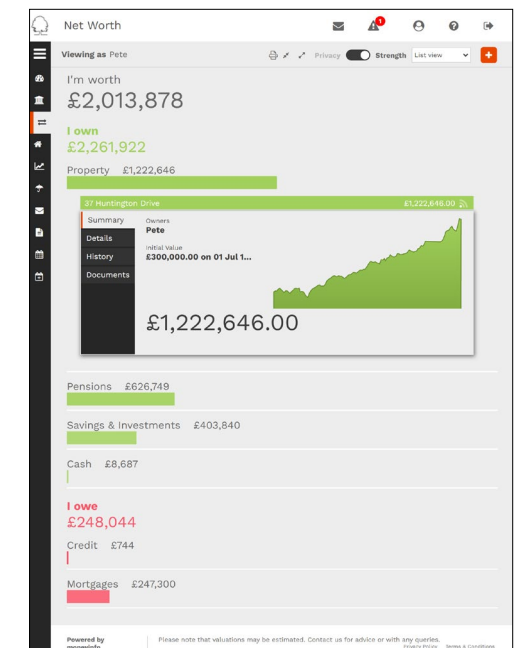 Net Worth
1
Viewing as Pete
Privacy Strength List view +
I'm worth
£2,013,878
I own
£2,261,922
Property £1,222,646
37 Huntington Drive £1,222,646.00
Summary
Details
History
Documents
Owners
Pete
Initial Value
£300,000.00 on 01 Jul 1...
£1,222,646.00
Pensions £626,749
Savings & Investments £403,840
Cash £8,687
I owe
£248,044
Credit £744
Mortgages £247,300
Powered by
moneyinfo
Please note that valuations may be estimated. Contact us for advice or with any queries.
Privacy Policy Terms & Conditions